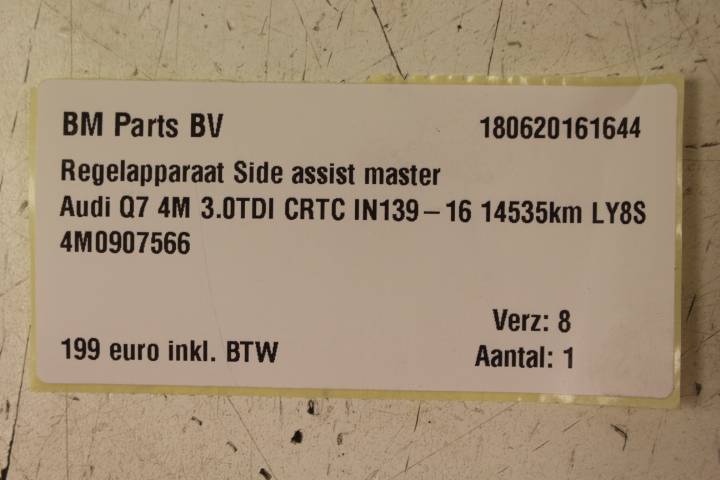 BM Parts BV 180620161644
Regelapparaat Side assist master
Audi Q7 4M 3.0TDI CRTC IN139-16 14535km LY8S
4M0907566
Verz: 8
199 euro inkl. BTW Aantal: 1